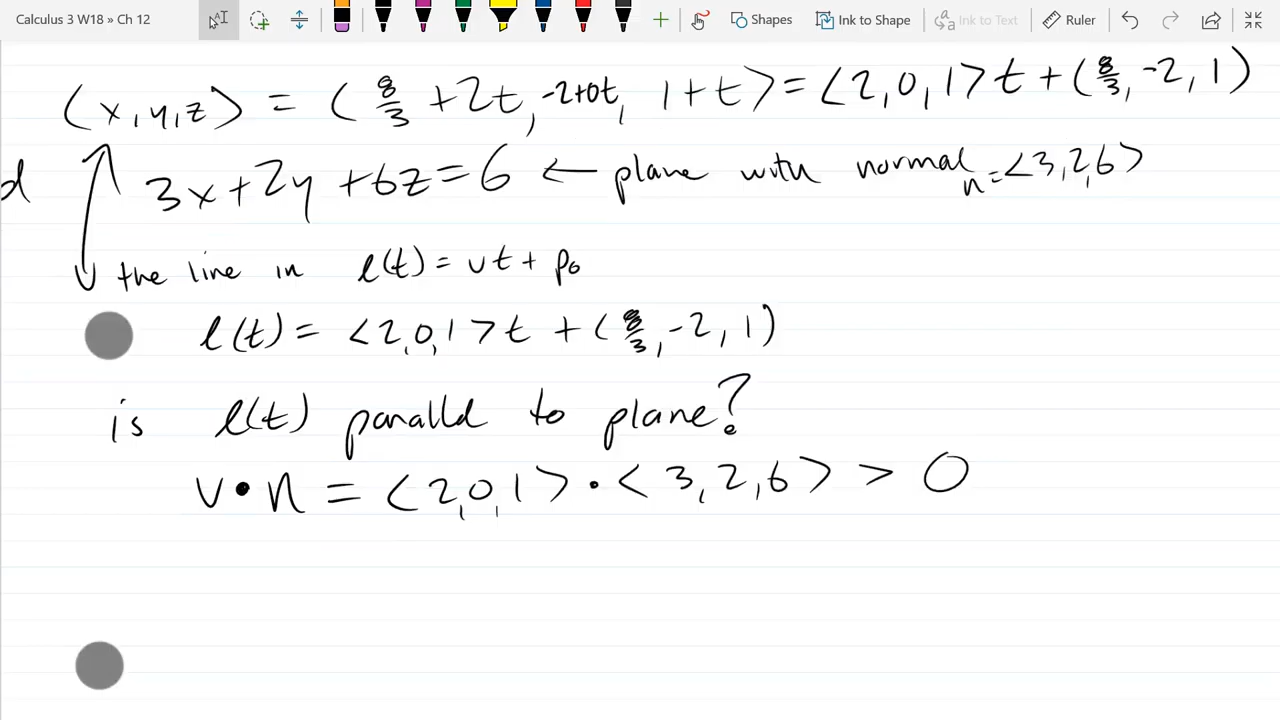 Calculus 3 W18 » Ch 12 Shapes Ink to Shape Ink to Text Ruler
(x,y,z) = (8/3 + 2t, -2+0t, 1+t) = <2,0,1>t + (8/3, -2, 1)
d 3x+2y+6z=6 ← plane with normal n=<3,2,6>
the line in l(t) = vt + p₀
l(t) = <2,0,1>t + (8/3, -2, 1)
is l(t) parallel to plane?
v•n = <2,0,1> • <3,2,6> > 0